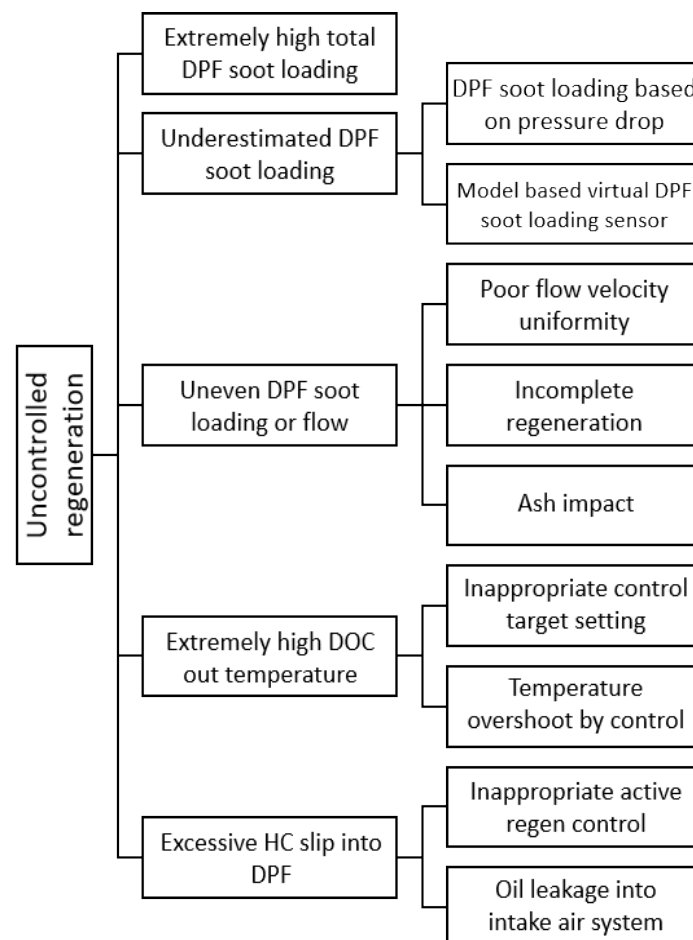 Extremely high total
DPF soot loading
Underestimated DPF
soot loading
DPF soot loading based
on pressure drop
Model based virtual DPF
soot loading sensor
Uncontrolled
regeneration
Uneven DPF soot
loading or flow
Poor flow velocity
uniformity
Incomplete
regeneration
Ash impact
Extremely high DOC
out temperature
Inappropriate control
target setting
Temperature
overshoot by control
Excessive HC slip into
DPF
Inappropriate active
regen control
Oil leakage into
intake air system